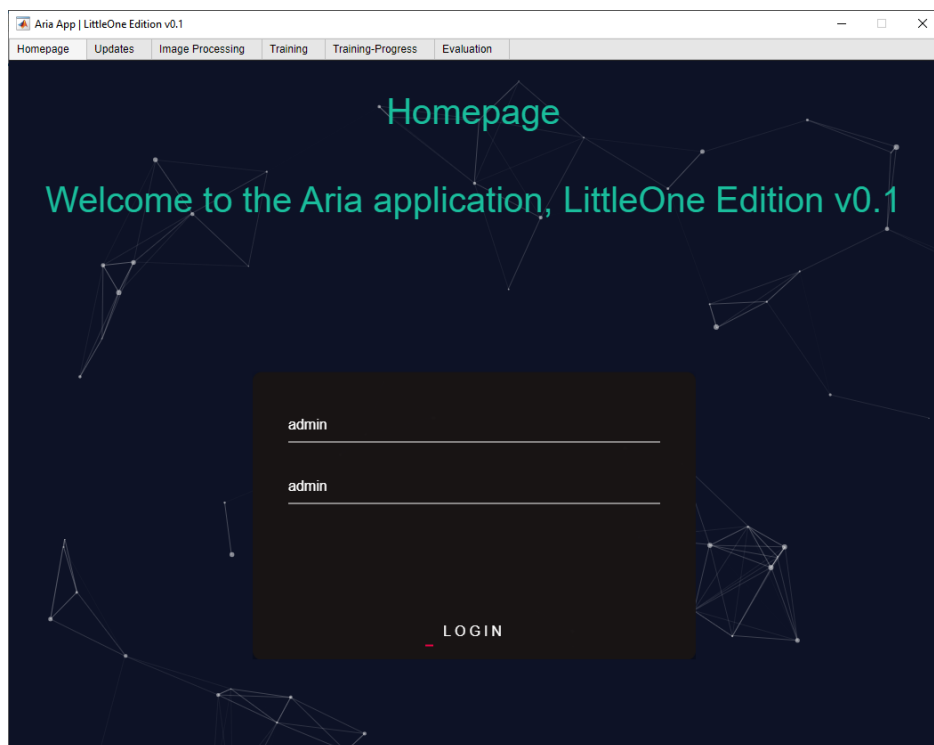 Aria App | LittleOne Edition v0.1
Homepage Updates Image Processing Training Training-Progress Evaluation
Homepage
Welcome to the Aria application, LittleOne Edition v0.1
admin
admin
LOGIN